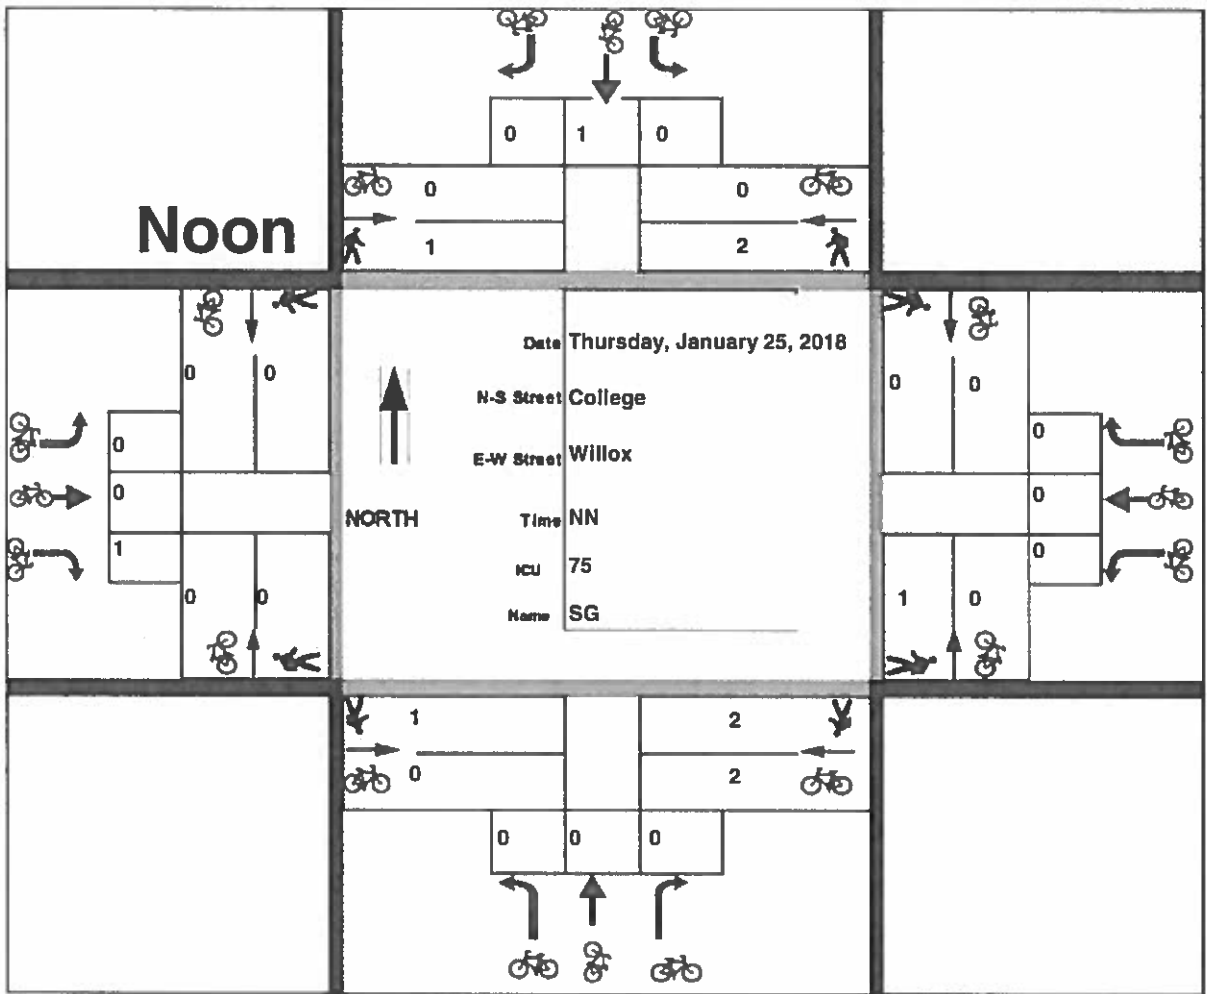 0 1 0
0 0
Noon
1 2
Date Thursday, January 25, 2018
0 0 0 0
N-S Street College
0 0
E-W Street Willox
0 0
NORTH Time NN
1 0
ICU 75
0 0 1 0
Name SG
1 2
0 2
0 0 0